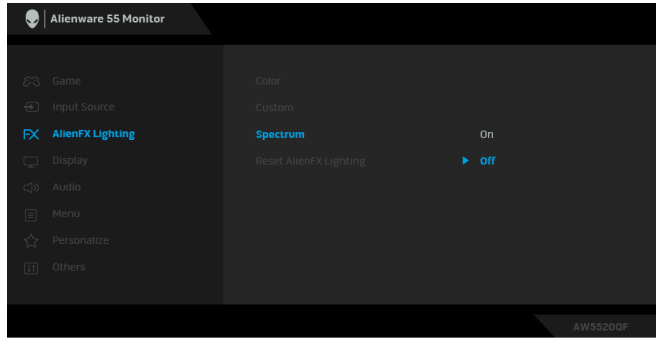 Alienware 55 Monitor
Game
Color
Input Source
Custom
FX AlienFX Lighting
Spectrum
On
Display
Reset AlienFX Lighting
Off
Audio
Menu
Personalize
Others
AW5520QF